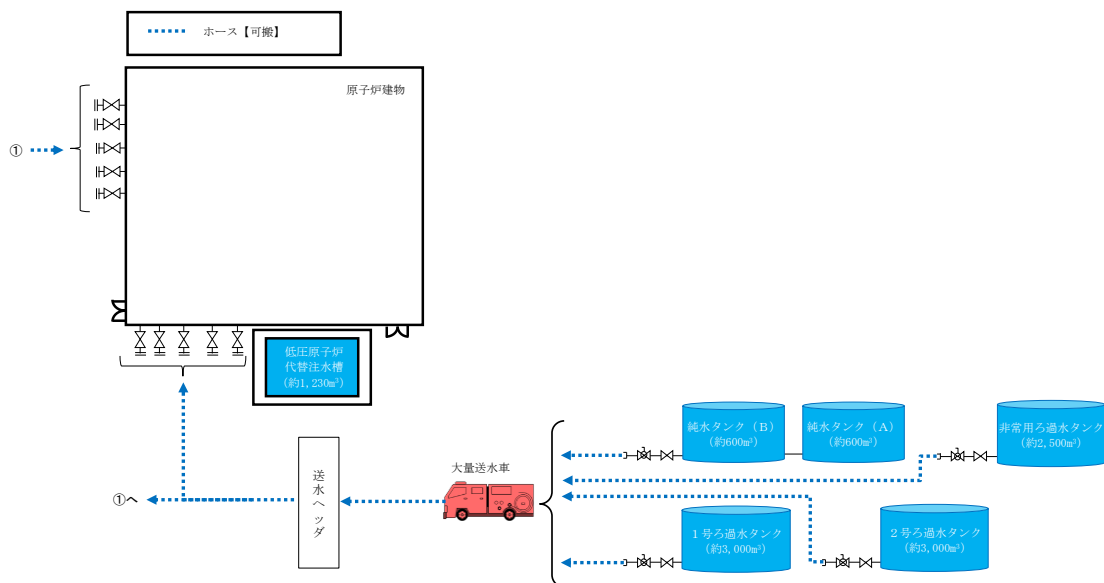 ホース【可搬】
原子炉建物
①
低圧原子炉
代替注水槽
(約1,230m³)
純水タンク（B）
(約600m³)
純水タンク（A）
(約600m³)
非常用ろ過水タンク
(約2,500m³)
大量送水車
送水ヘッダ
①へ
1号ろ過水タンク
(約3,000m³)
2号ろ過水タンク
(約3,000m³)